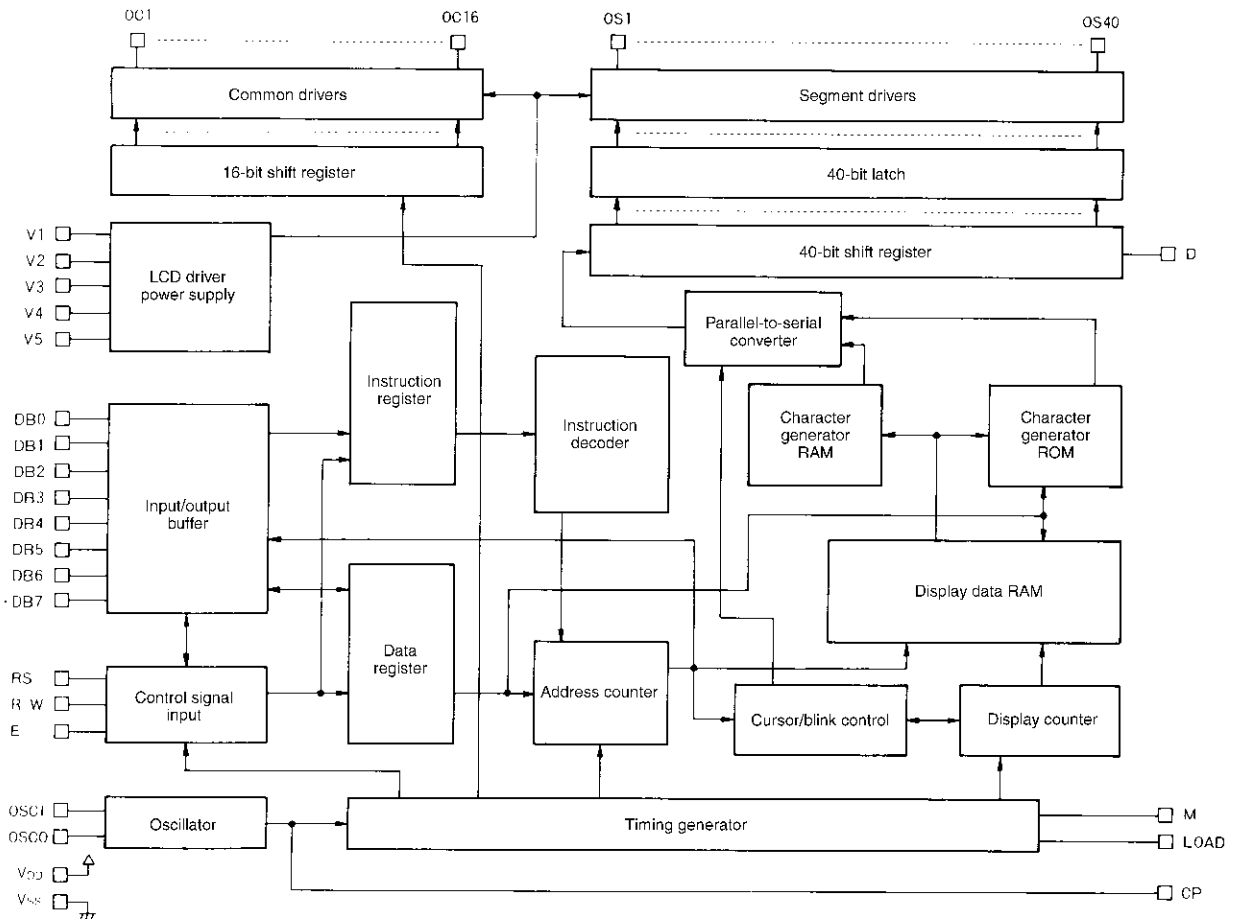 OC1 OC16 OS1 OS40
Common drivers
Segment drivers
16-bit shift register
40-bit latch
V1
V2
V3
V4
V5
LCD driver
power supply
40-bit shift register
D
Parallel-to-serial
converter
Instruction
register
Instruction
decoder
Character
generator
RAM
Character
generator
ROM
DB0
DB1
DB2
DB3
DB4
DB5
DB6
DB7
Input/output
buffer
Display data RAM
Data
register
RS
R W
E
Control signal
input
Address counter
Cursor/blink control
Display counter
OSCI
OSCO
Oscillator
Timing generator
M
LOAD
VDD
VSS
CP